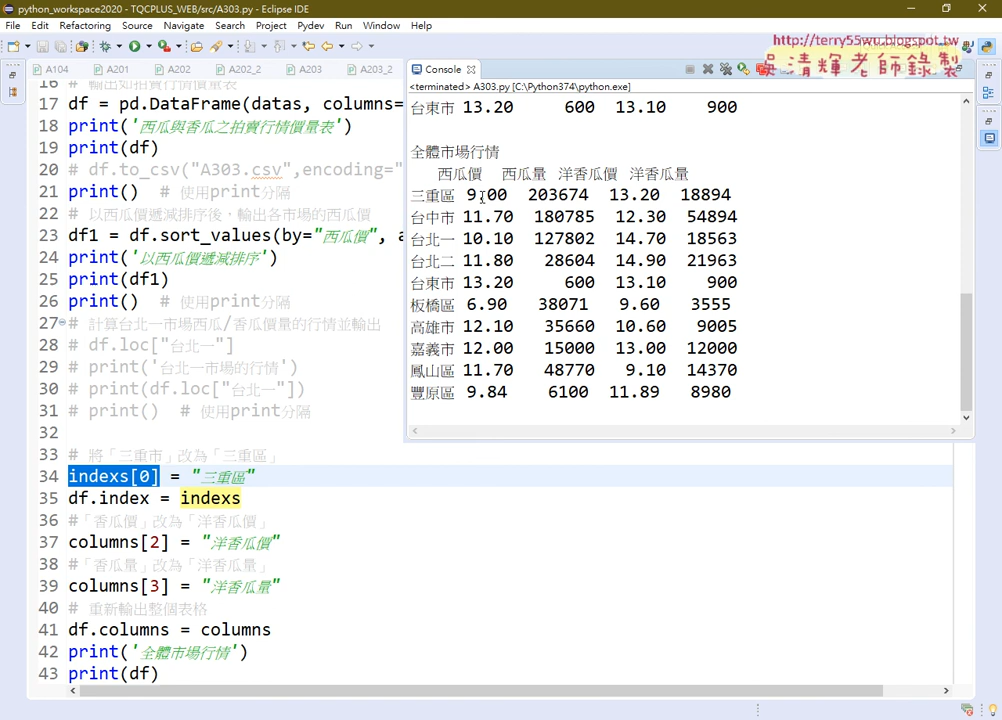 python_workspace2020 - TQCPLUS_WEB/src/A303.py - Eclipse IDE
File Edit Refactoring Source Navigate Search Project Pydev Run Window Help
http://terry55wu.blogspot.tw
吳清輝老師錄製
A104 A201 A202 A202_2 A203 A203_2 Console
<terminated> A303.py [C:\Python374\python.exe]
台東市 13.20 600 13.10 900
全體市場行情
西瓜價 西瓜量 洋香瓜價 洋香瓜量
三重區 9.00 203674 13.20 18894
台中市 11.70 180785 12.30 54894
台北一 10.10 127802 14.70 18563
台北二 11.80 28604 14.90 21963
台東市 13.20 600 13.10 900
板橋區 6.90 38071 9.60 3555
高雄市 12.10 35660 10.60 9005
嘉義市 12.00 15000 13.00 12000
鳳山區 11.70 48770 9.10 14370
豐原區 9.84 6100 11.89 8980
16 # 輸出如拍賣行情價量表
17 df = pd.DataFrame(datas, columns=
18 print('西瓜與香瓜之拍賣行情價量表')
19 print(df)
20 # df.to_csv("A303.csv",encoding="
21 print() # 使用print分隔
22 # 以西瓜價遞減排序後，輸出各市場的西瓜價
23 df1 = df.sort_values(by="西瓜價", a
24 print('以西瓜價遞減排序')
25 print(df1)
26 print() # 使用print分隔
27 # 計算台北一市場西瓜/香瓜價量的行情並輸出
28 # df.loc["台北一"]
29 # print('台北一市場的行情')
30 # print(df.loc["台北一"])
31 # print() # 使用print分隔
32
33 # 將「三重市」改為「三重區」
34 indexs[0] = "三重區"
35 df.index = indexs
36 #「香瓜價」改為「洋香瓜價」
37 columns[2] = "洋香瓜價"
38 #「香瓜量」改為「洋香瓜量」
39 columns[3] = "洋香瓜量"
40 # 重新輸出整個表格
41 df.columns = columns
42 print('全體市場行情')
43 print(df)